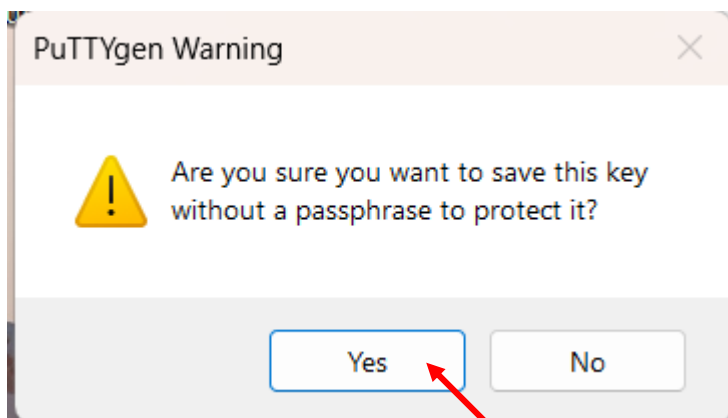 PuTTYgen Warning
Are you sure you want to save this key
without a passphrase to protect it?
Yes
No